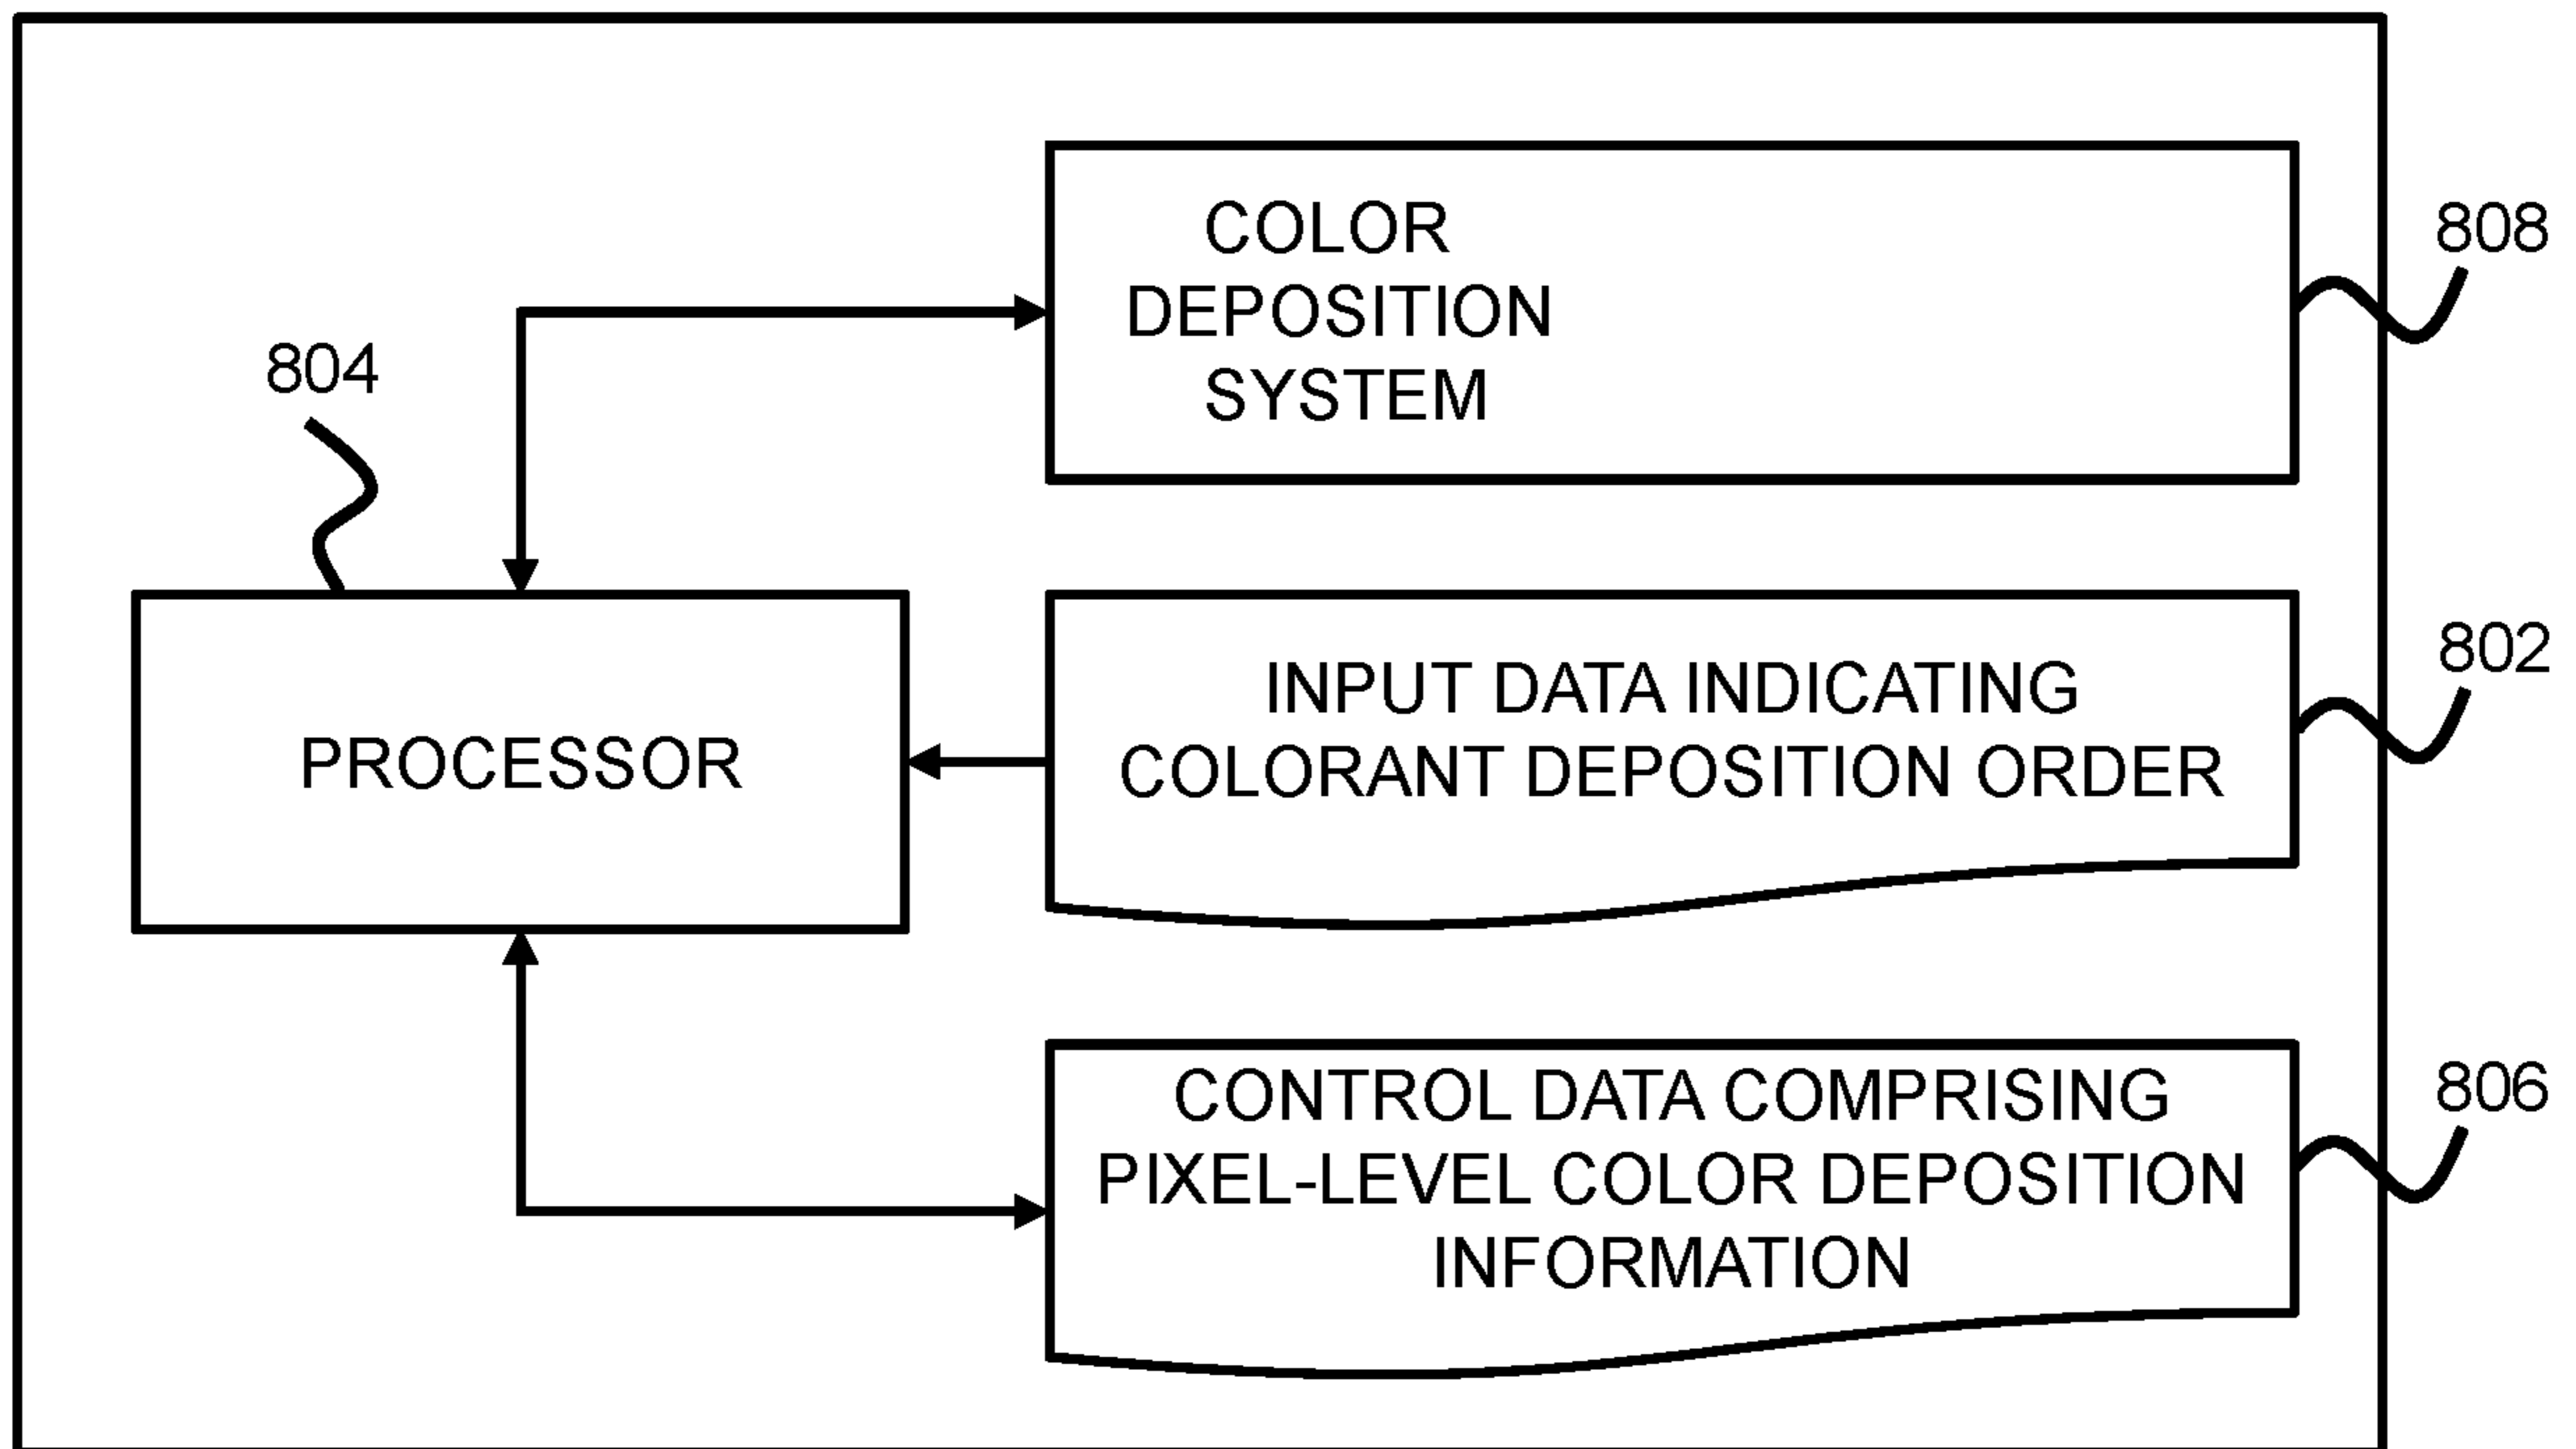 COLOR
DEPOSITION
SYSTEM
808
804
PROCESSOR
INPUT DATA INDICATING
COLORANT DEPOSITION ORDER
802
CONTROL DATA COMPRISING
PIXEL-LEVEL COLOR DEPOSITION
INFORMATION
806